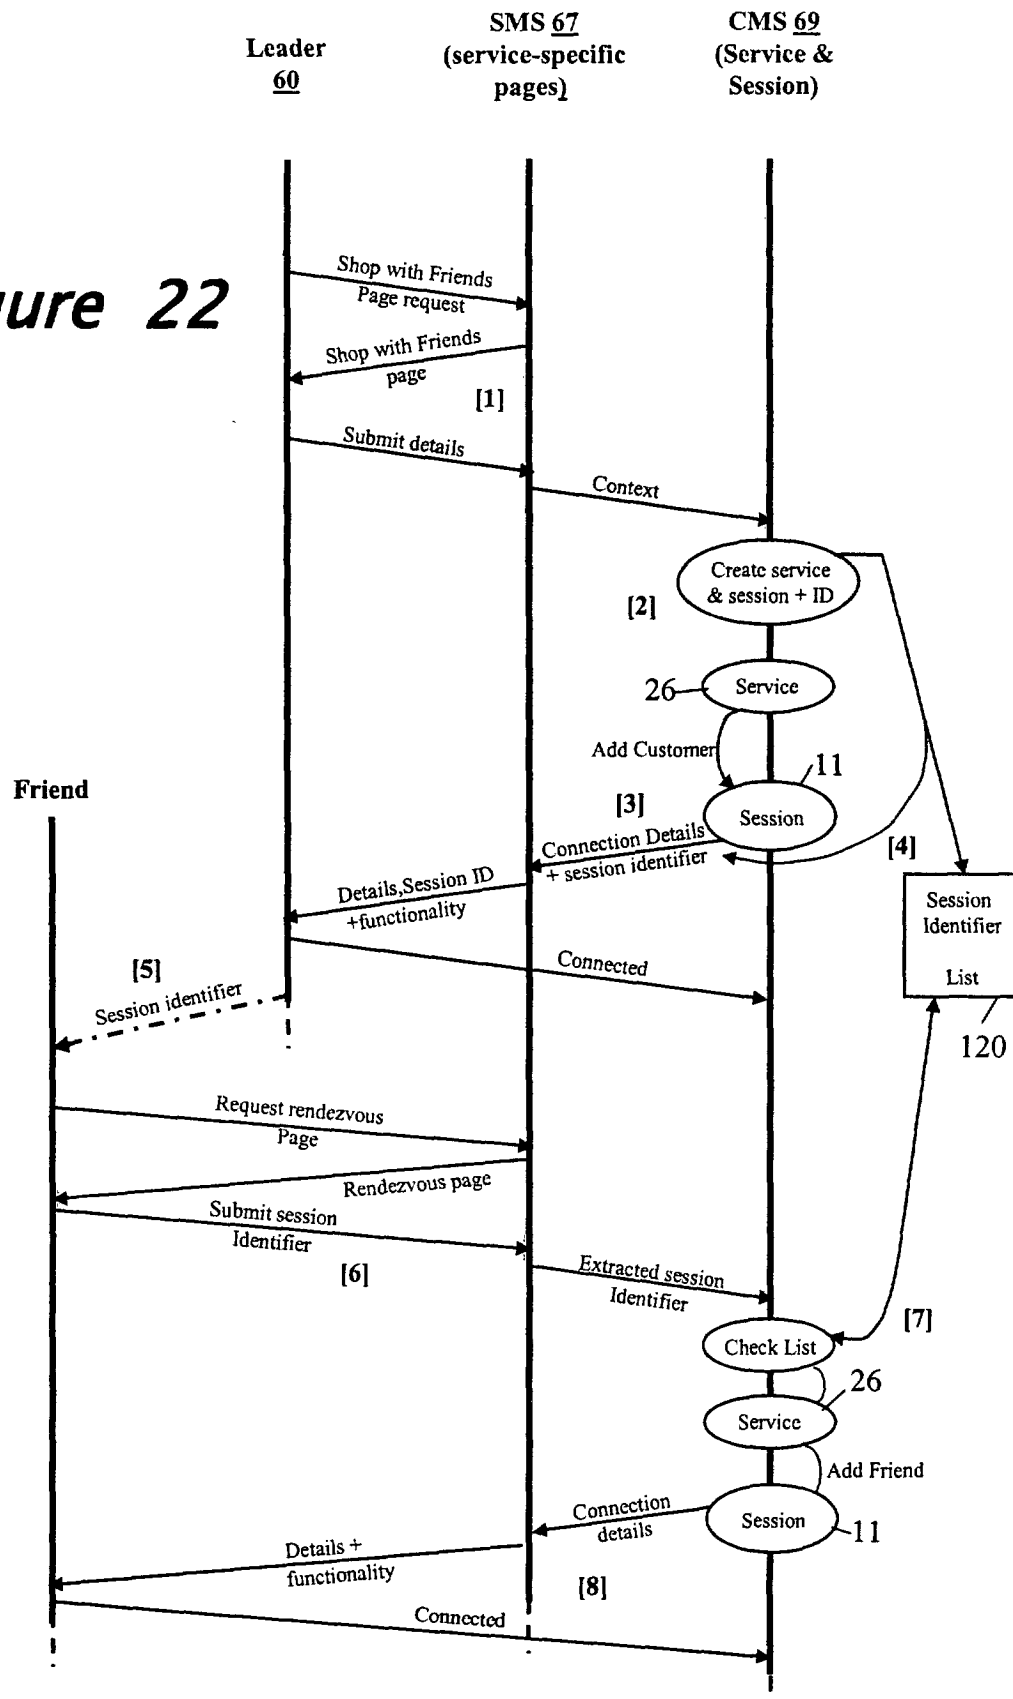 Leader
60
SMS 67
(service-specific
pages)
CMS 69
(Service &
Session)
ure 22
Shop with Friends
Page request
Shop with Friends
page
[1]
Submit details
Context
Create service
& session + ID
[2]
26
Service
Add Customer
11
Friend
[3]
Session
Connection Details
+ session identifier
[4]
Details,Session ID
+functionality
Session
Identifier
List
Connected
[5]
Session identifier
120
Request rendezvous
Page
Rendezvous page
Submit session
Identifier
[6]
Extracted session
Identifier
[7]
Check List
26
Service
Add Friend
Connection
details
Session
11
Details +
functionality
[8]
Connected